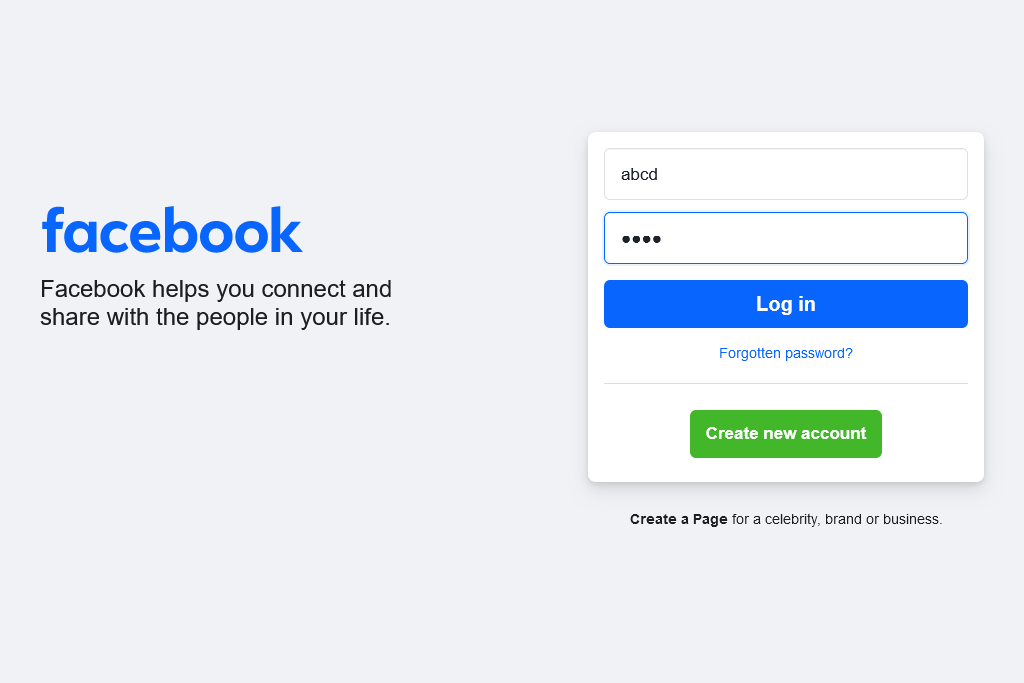 facebook
Facebook helps you connect and
share with the people in your life.
abcd
••••
Log in
Forgotten password?
Create new account
Create a Page for a celebrity, brand or business.